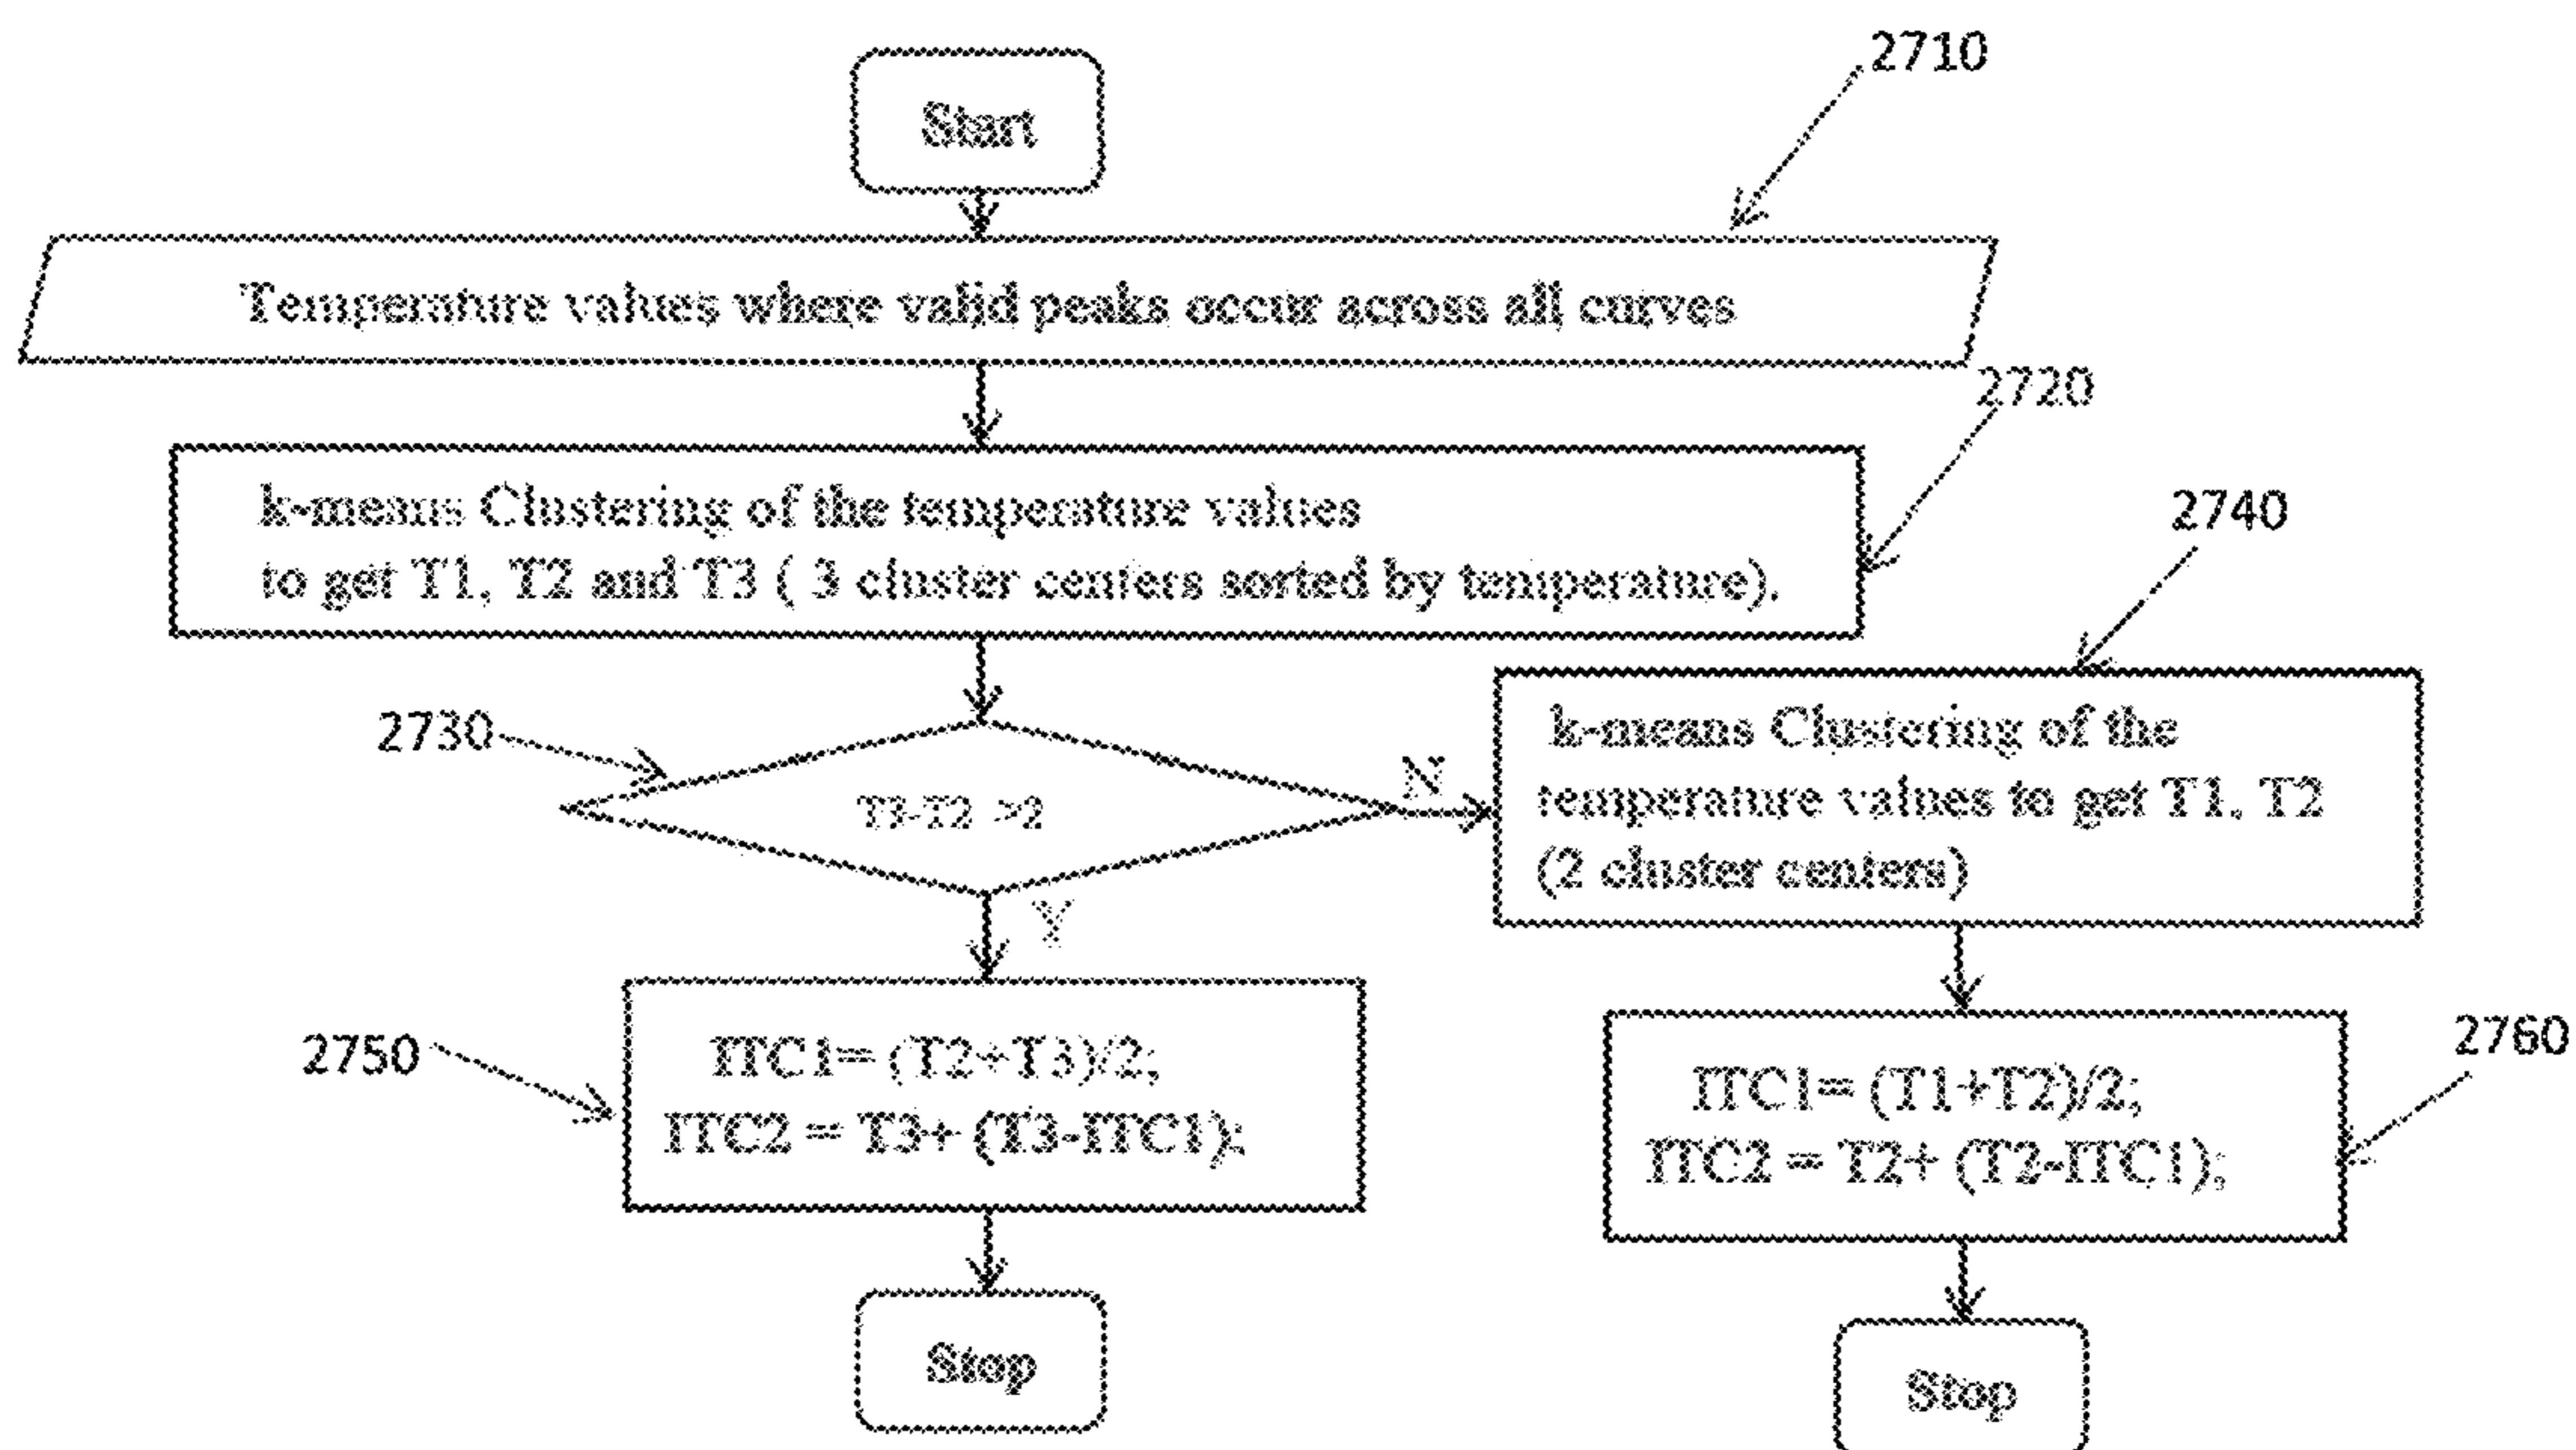 2710
Start
Temperature values where valid peaks occur across all curves
2720
k-means Clustering of the temperature values
to get T1, T2 and T3 ( 3 cluster centers sorted by temperature).
2740
2730
T3-T2 >2
N
k-means Clustering of the
temperature values to get T1, T2
(2 cluster centers)
Y
2750
ITC1= (T2+T3)/2;
ITC2 = T3+ (T3-ITC1);
2760
ITC1= (T1+T2)/2;
ITC2 = T2+ (T2-ITC1);
Stop
Stop